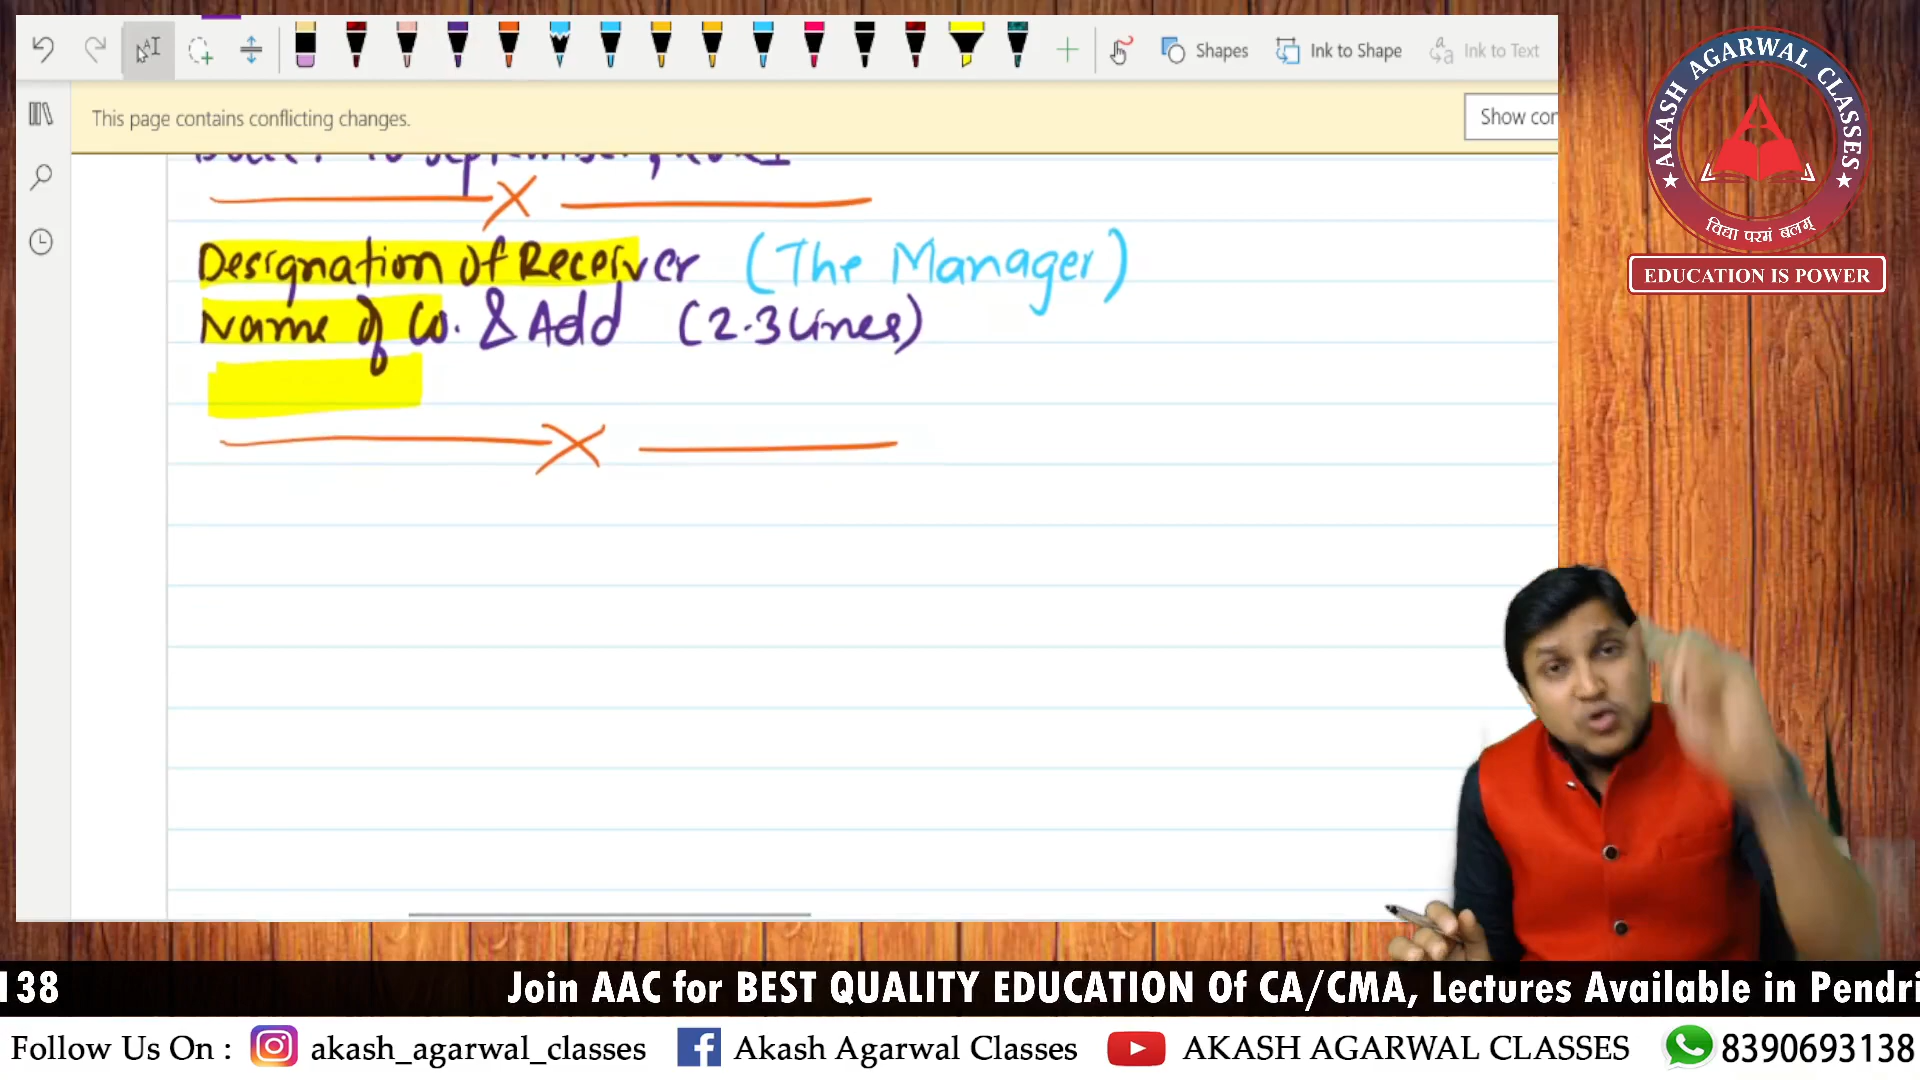 Shapes
Ink to Shape
Ink to Text
This page contains conflicting changes.
Show con
Designation of Receiver (The Manager)
Name of Co. & Add (2-3 lines)
AKASH AGARWAL CLASSES
विद्या परमं बलम्
EDUCATION IS POWER
138 Join AAC for BEST QUALITY EDUCATION Of CA/CMA, Lectures Available in Pendri
Follow Us On : akash_agarwal_classes Akash Agarwal Classes AKASH AGARWAL CLASSES 8390693138